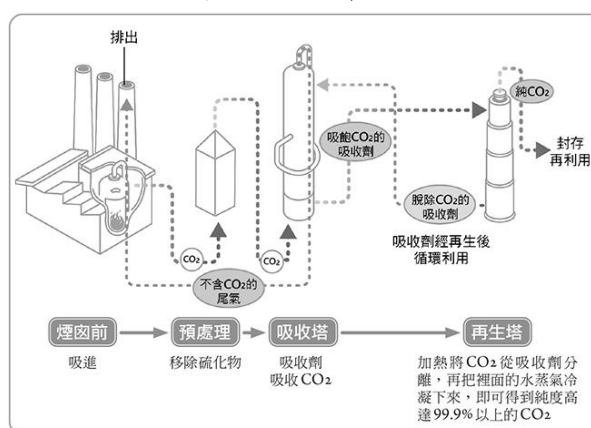 排出
純CO₂
吸飽CO₂的
吸收劑
封存
再利用
脫除CO₂的
吸收劑
吸收劑經再生後
循環利用
CO₂
CO₂
不含CO₂的
尾氣
煙囪前
預處理
吸收塔
再生塔
吸進
移除硫化物
吸收劑
吸收CO₂
加熱將CO₂從吸收劑分
離,再把裡面的水蒸氣冷
凝下來,即可得到純度高
達99.9%以上的CO₂